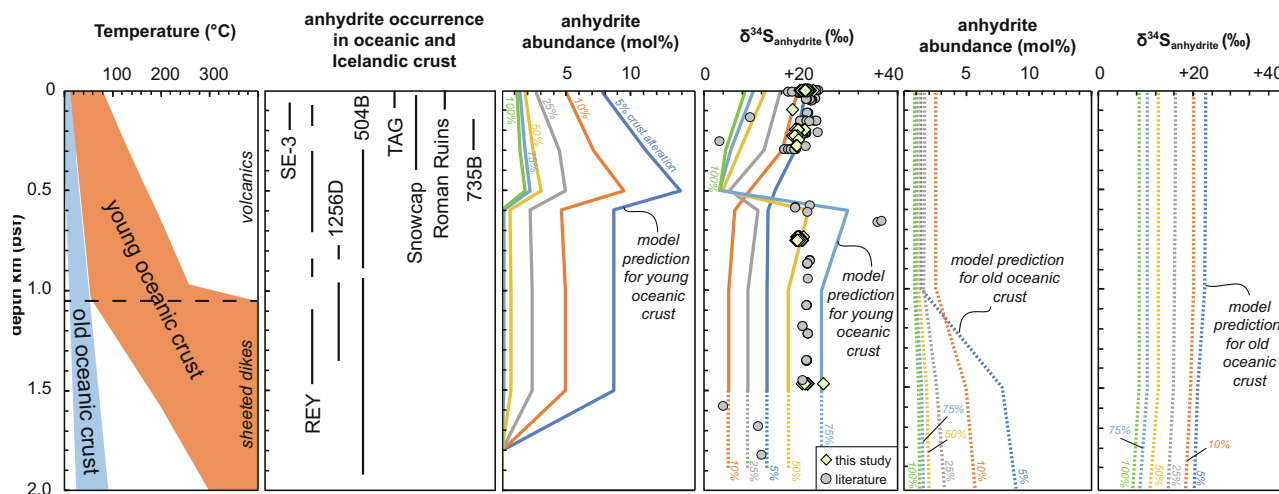 Temperature (°C)
100 200 300
anhydrite occurrence
in oceanic and
Icelandic crust
anhydrite
abundance (mol%)
5 10
δ³⁴Sanhydrite (‰)
0 +20 +40
anhydrite
abundance (mol%)
5 10
δ³⁴Sanhydrite (‰)
0 +20 +40
depth km (bsf)
0
0.5
1.0
1.5
2.0
old oceanic crust
young oceanic crust
volcanics
sheeted dikes
SE-3
REY
1256D
504B
TAG
Snowcap
Roman Ruins
735B
100%
75%
50%
25%
10%
5% crust alteration
model
prediction
for young
oceanic
crust
100%
model
prediction
for young
oceanic
crust
10%
25%
5%
50%
75%
this study
literature
model prediction
for old oceanic
crust
75%
50%
100%
25%
10%
5%
model
prediction
for old
oceanic
crust
75%
10%
100%
50%
25%
5%